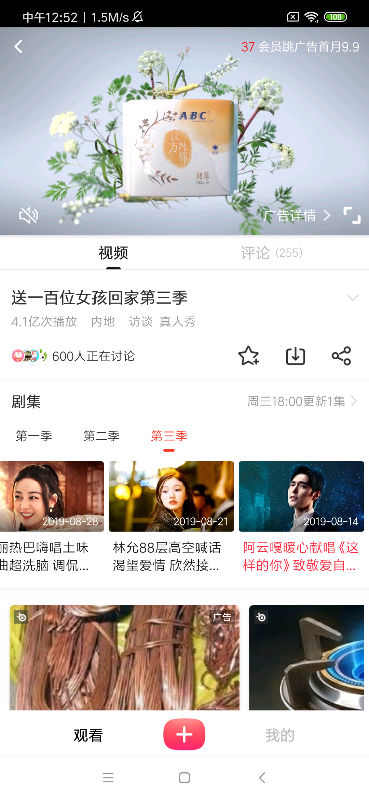 中午12:52 | 1.5M/s
100
37 会员跳广告首月9.9
ABC
广告详情
视频
评论 (255)
送一百位女孩回家第三季
4.1亿次播放 内地 访谈 真人秀
600人正在讨论
剧集
周三18:00更新1集
第一季
第二季
第三季
2019-08-28
2019-08-21
2019-08-14
丽热巴嗨唱土味
曲超洗脑 调侃...
林允88层高空喊话
渴望爱情 欣然接...
阿云嘎暖心献唱《这
样的你》致敬爱自...
广告
观看
我的